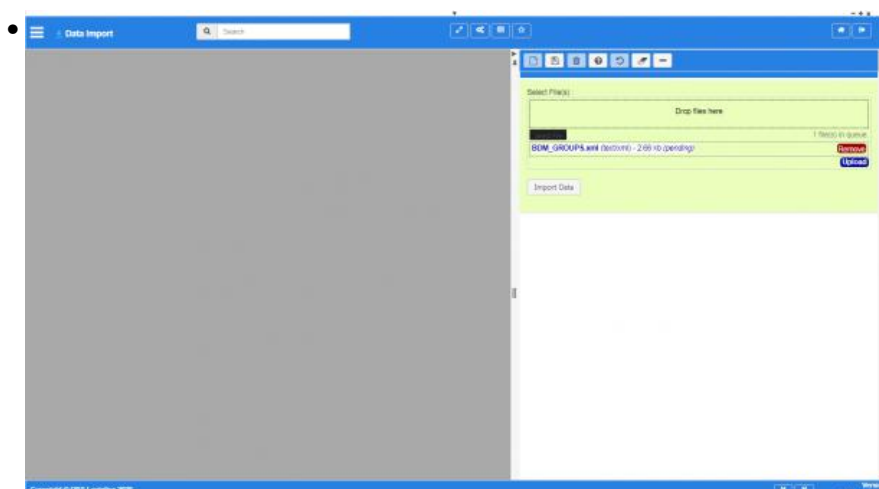 Data Import
Search
Select File(s)
Drop files here
1 file(s) in queue
BDM_GROUPS.xml (text/xml) - 2.66 kb (pending)
Remove
Upload
Import Data